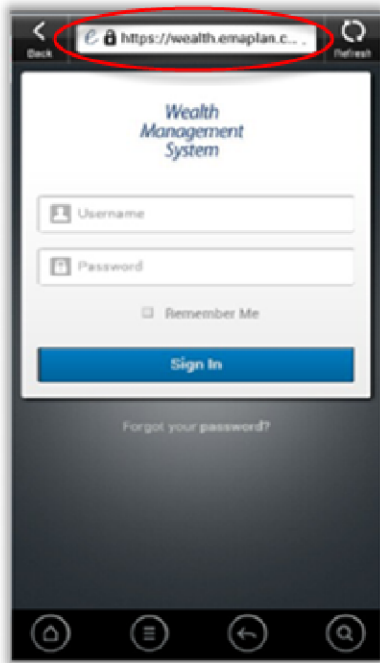 Back
https://wealth.emaplan.c...
Refresh
Wealth
Management
System
Username
Password
Remember Me
Sign In
Forgot your password?